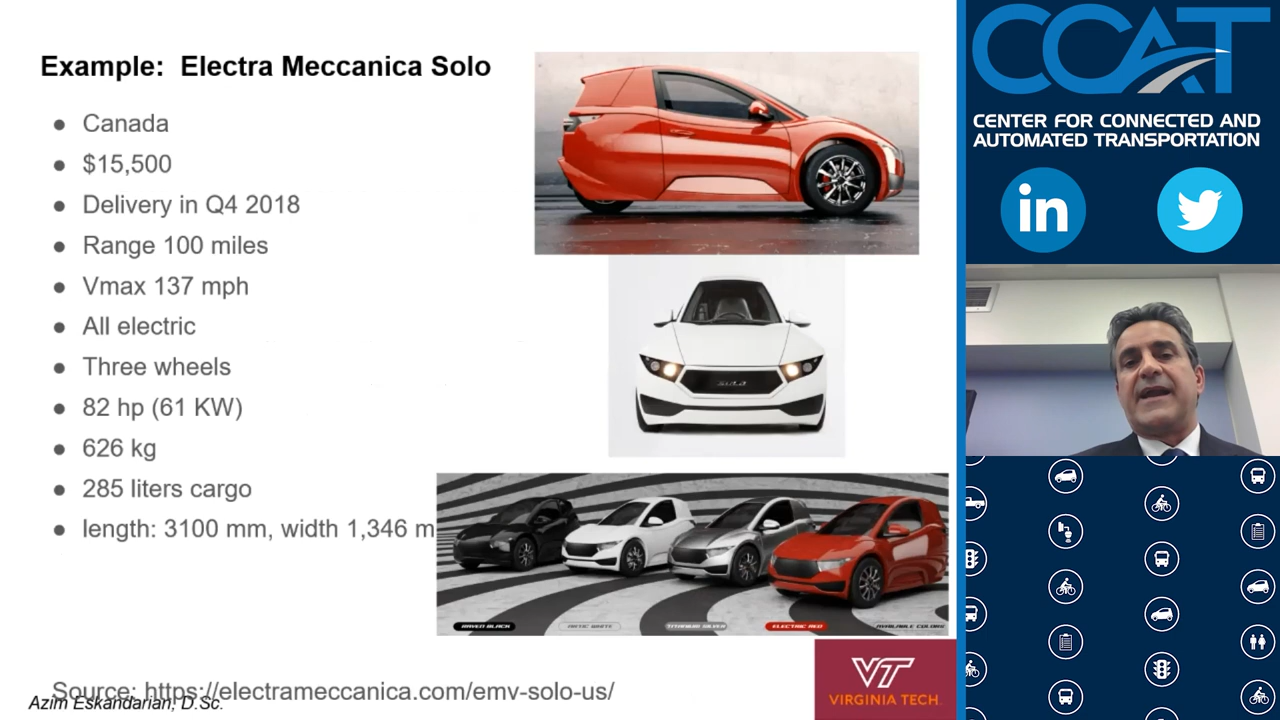 Example: Electra Meccanica Solo
● Canada
● $15,500
● Delivery in Q4 2018
● Range 100 miles
● Vmax 137 mph
● All electric
● Three wheels
● 82 hp (61 KW)
● 626 kg
● 285 liters cargo
● length: 3100 mm, width 1,346 m
SOLO
RAVEN BLACK
ARCTIC WHITE
TITANIUM SILVER
ELECTRIC RED
AVAILABLE COLORS
Source: https://electrameccanica.com/emv-solo-us/
Azim Eskandarian, D.Sc.
VT
VIRGINIA TECH
CCAT
CENTER FOR CONNECTED AND
AUTOMATED TRANSPORTATION
in